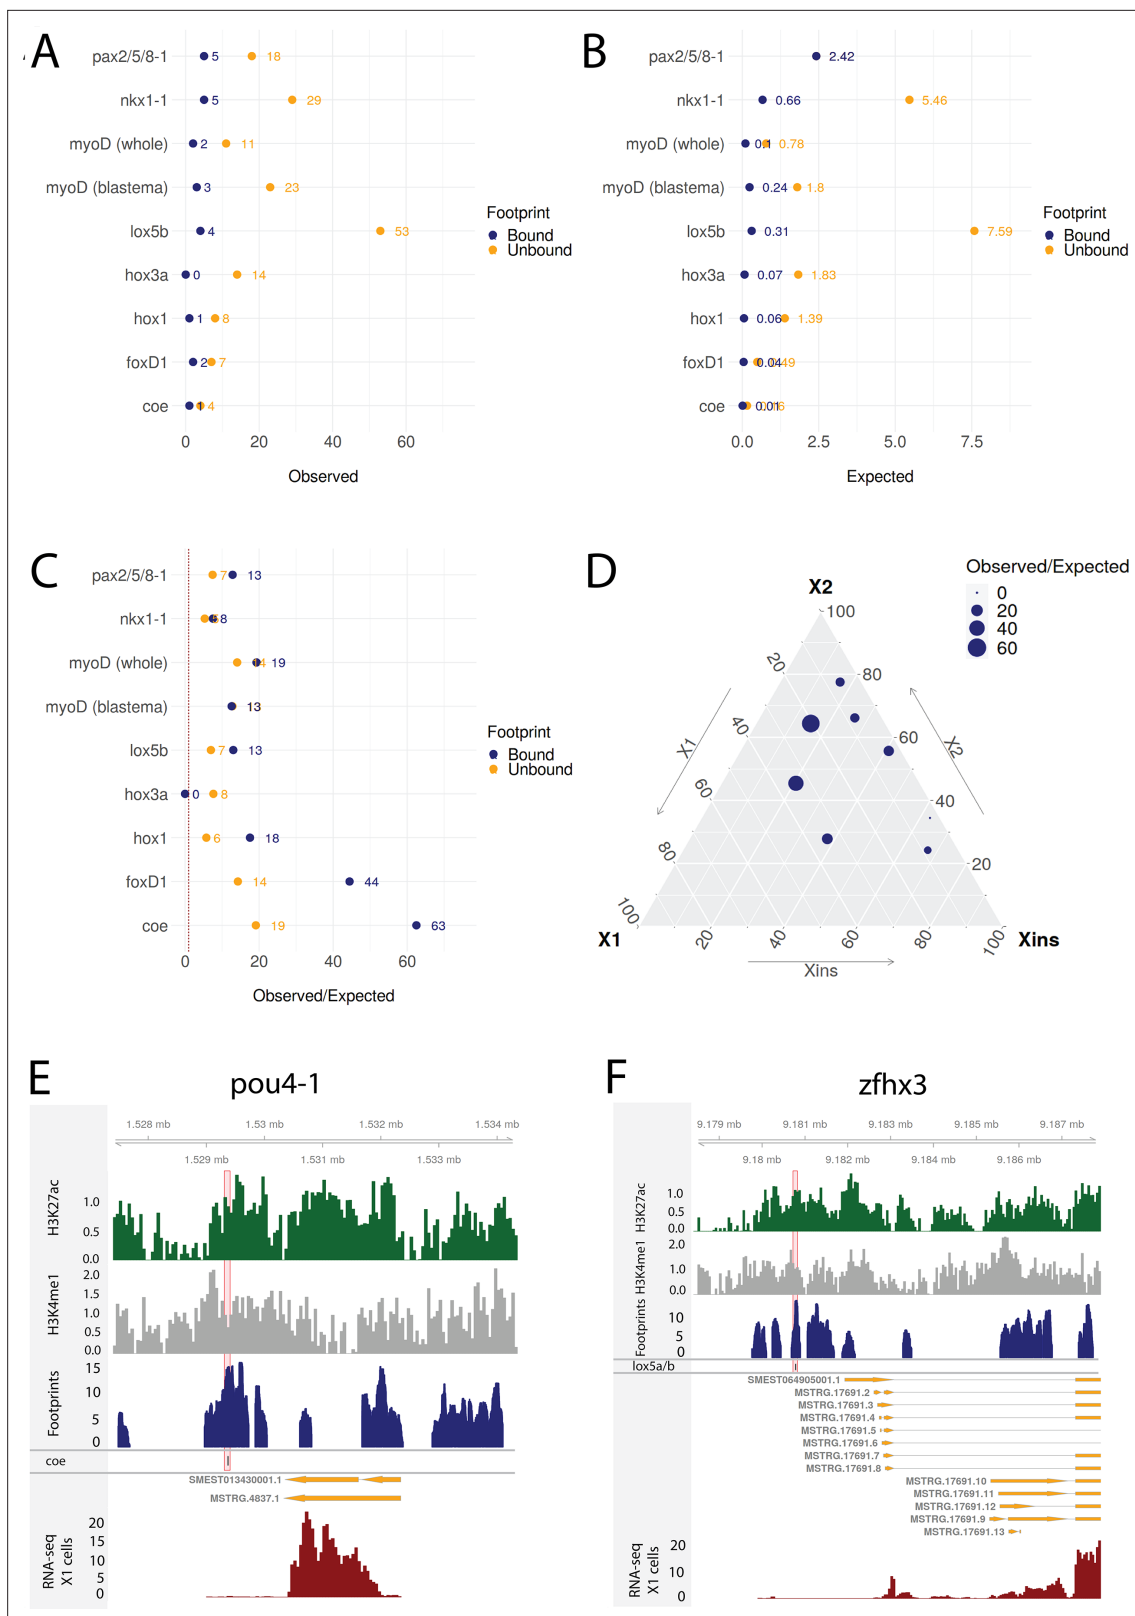 A
pax2/5/8-1
5
18
nkx1-1
5
29
myoD (whole)
2
11
myoD (blastema)
3
23
lox5b
4
53
hox3a
0
14
hox1
1
8
foxD1
2
7
coe
1
4
0
20
40
60
Observed
Footprint
Bound
Unbound
B
pax2/5/8-1
2.42
nkx1-1
0.66
5.46
myoD (whole)
0.1
0.78
myoD (blastema)
0.24
1.8
lox5b
0.31
7.59
hox3a
0.07
1.83
hox1
0.06
1.39
foxD1
0.04
0.49
coe
0.01
0.0
2.5
5.0
7.5
Expected
Footprint
Bound
Unbound
C
pax2/5/8-1
7
13
nkx1-1
8
myoD (whole)
14
19
myoD (blastema)
13
lox5b
7
13
hox3a
0
8
hox1
6
18
foxD1
14
44
coe
19
63
0
20
40
60
Observed/Expected
Footprint
Bound
Unbound
D
X2
100
80
60
40
20
20
40
60
80
100
X1
X2
X1
20
40
60
80
100
Xins
Xins
Observed/Expected
0
20
40
60
E
pou4-1
1.528 mb
1.53 mb
1.532 mb
1.534 mb
1.529 mb
1.531 mb
1.533 mb
H3K27ac
1.0
0.5
0.0
H3K4me1
2.0
1.5
1.0
0.5
0.0
Footprints
15
10
5
0
coe
SMEST013430001.1
MSTRG.4837.1
RNA-seq
X1 cells
20
15
10
5
0
F
zfhx3
9.179 mb
9.181 mb
9.183 mb
9.185 mb
9.187 mb
9.18 mb
9.182 mb
9.184 mb
9.186 mb
H3K27ac
1.0
0.5
0.0
H3K4me1
2.0
1.0
0.0
Footprints
10
5
0
lox5a/b
SMEST064905001.1
MSTRG.17691.2
MSTRG.17691.3
MSTRG.17691.4
MSTRG.17691.5
MSTRG.17691.6
MSTRG.17691.7
MSTRG.17691.8
MSTRG.17691.10
MSTRG.17691.11
MSTRG.17691.12
MSTRG.17691.9
MSTRG.17691.13
RNA-seq
X1 cells
20
10
0